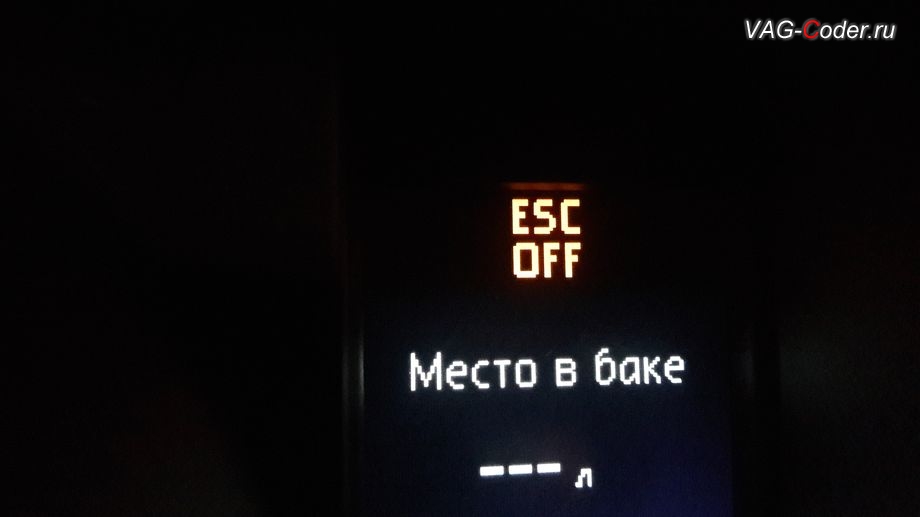 VAG-Coder.ru
ESC
OFF
Место в баке
--- л